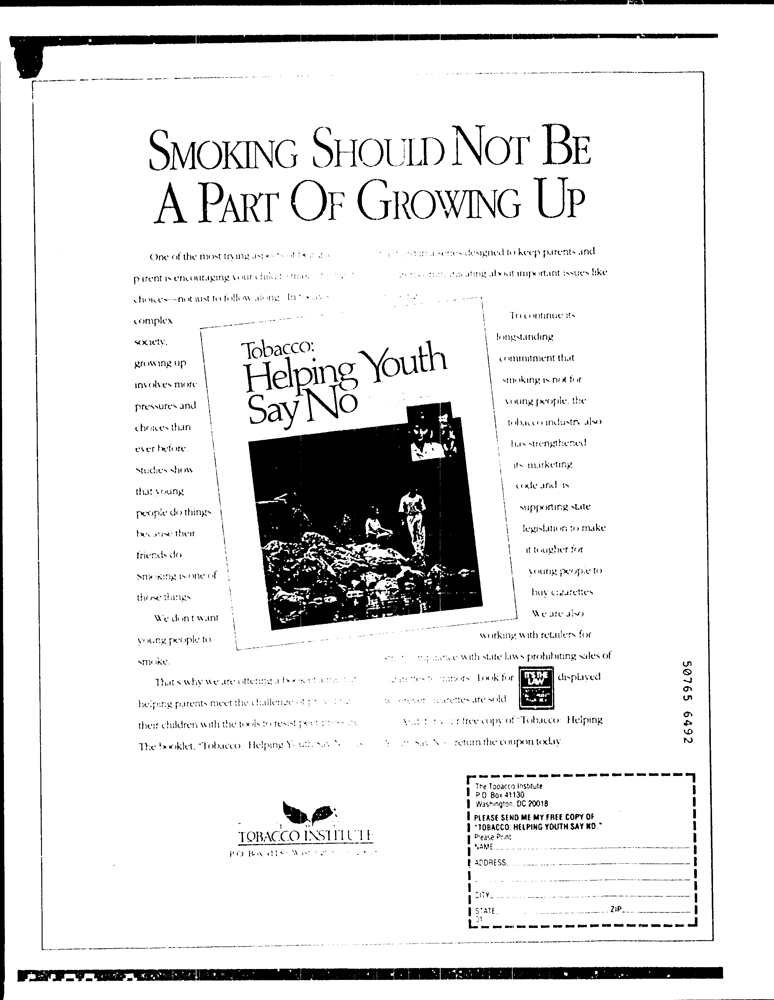 SMOKING SHOULD NOT BE
A PART OF GROWING UP
One of the most trying
parent is encouraging your child
choices—not just to follow along. In
complex
society,
growing up
involves more
pressures and
choices than
ever before.
Studies show
that young
people do things
because their
friends do.
Smoking is one of
those things.
We don't want
young people to
smoke.
That's why we are offering a
helping parents meet the challenge
their children with the tools to resist
The booklet, "Tobacco: Helping
in a series designed to keep parents and
about important issues like
To continue its
longstanding
commitment that
smoking is not for
young people, the
tobacco industry also
has strengthened
its marketing
code and is
supporting state
legislation to make
it tougher for
young people to
buy cigarettes.
We are also
working with retailers for
with state laws prohibiting sales of
Look for
IT'S THE
LAW
displayed
cigarettes are sold.
free copy of "Tobacco: Helping
return the coupon today.
Tobacco:
Helping Youth
Say No
50765 6492
TOBACCO INSTITUTE
The Tobacco Institute
P.O. Box 41130
Washington, DC 20018
PLEASE SEND ME MY FREE COPY OF
"TOBACCO: HELPING YOUTH SAY NO."
Please Print
NAME
ADDRESS
CITY
STATE ZIP